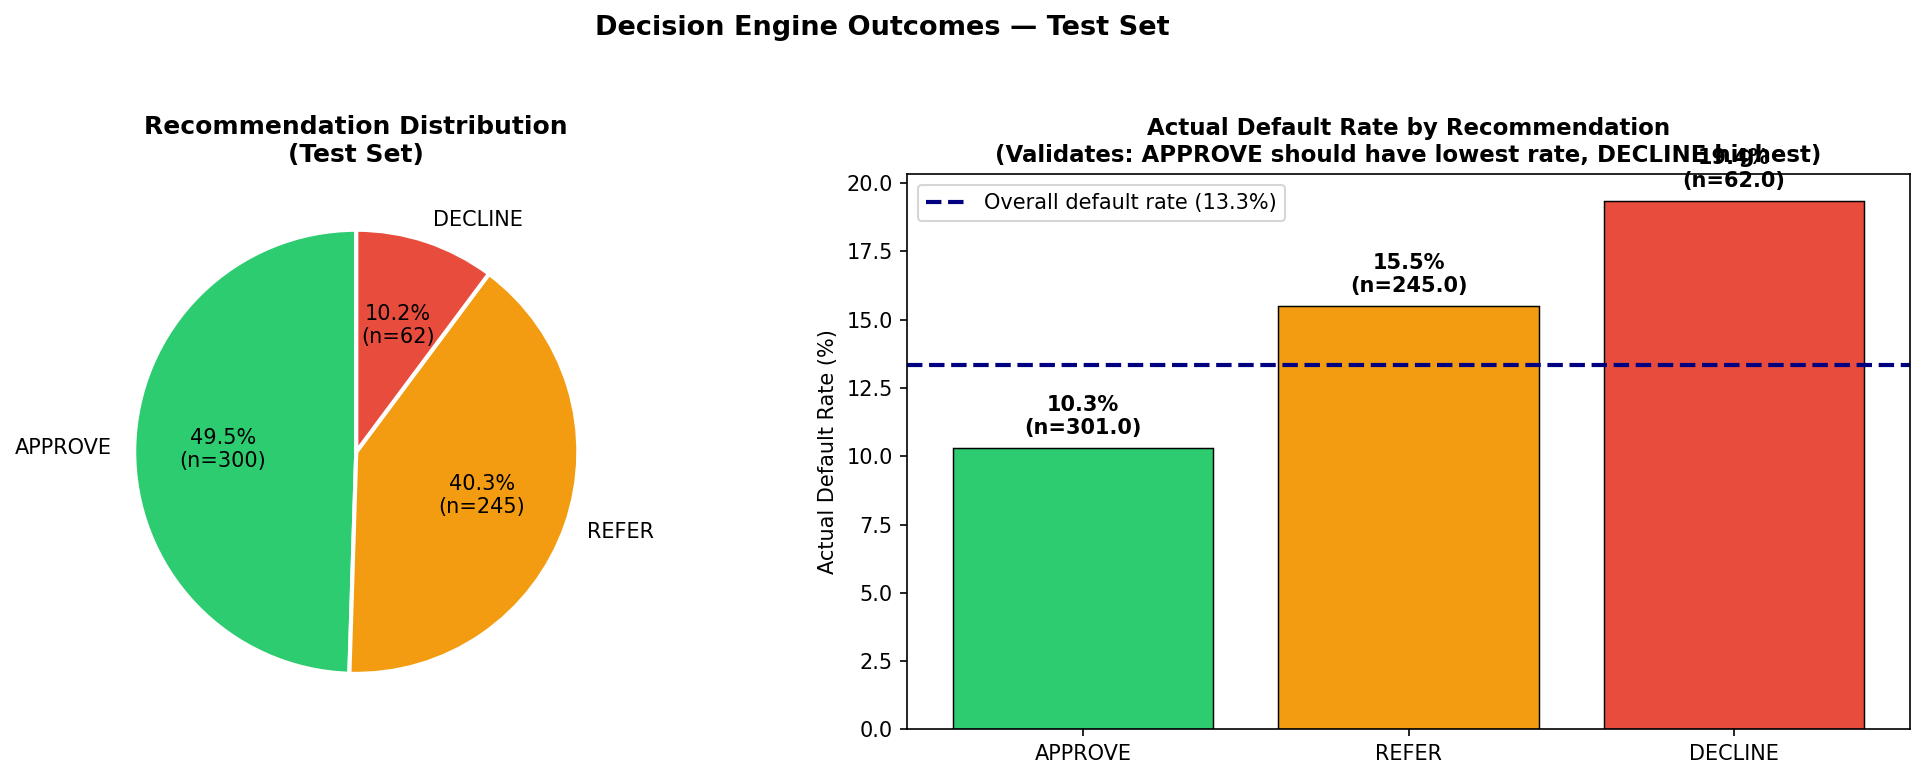 Decision Engine Outcomes — Test Set
Recommendation Distribution
(Test Set)
DECLINE
10.2%
(n=62)
APPROVE
49.5%
(n=300)
40.3%
(n=245)
REFER
Actual Default Rate by Recommendation
(Validates: APPROVE should have lowest rate, DECLINE highest)
19.4%
(n=62.0)
Overall default rate (13.3%)
15.5%
(n=245.0)
10.3%
(n=301.0)
Actual Default Rate (%)
20.0
17.5
15.0
12.5
10.0
7.5
5.0
2.5
0.0
APPROVE
REFER
DECLINE